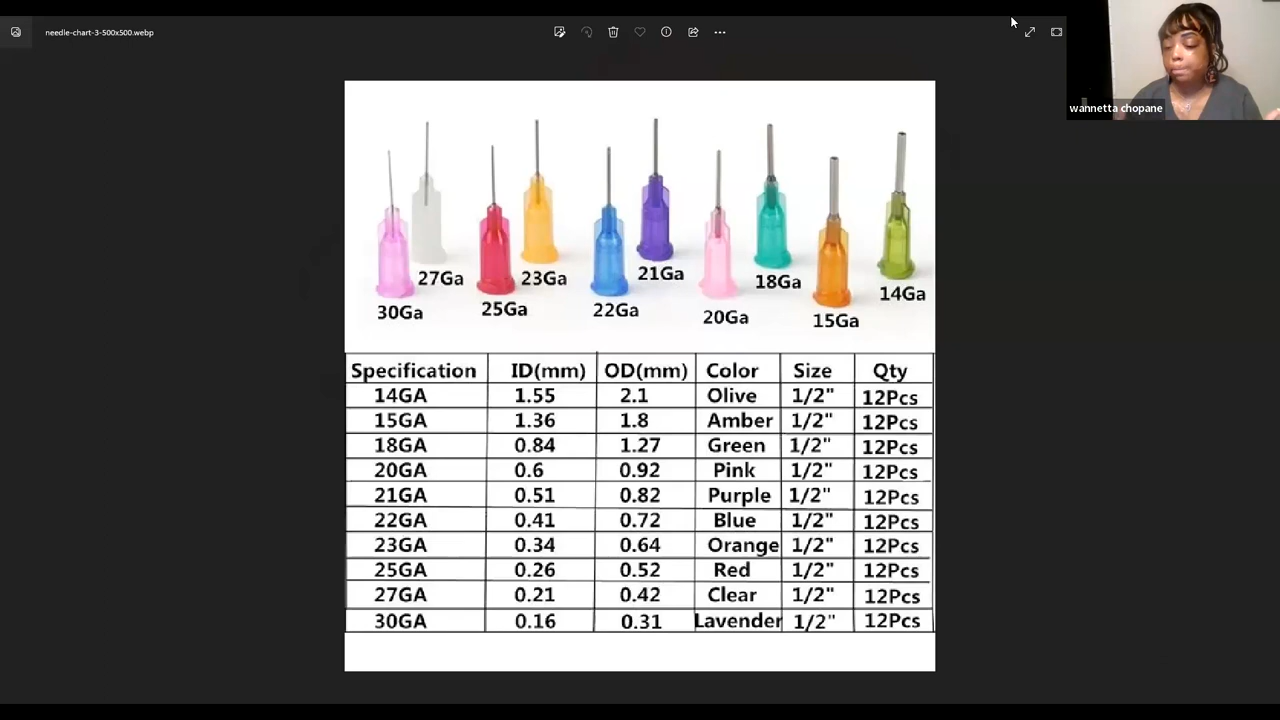 needle-chart-3-500x500.webp
wannetta chopane
27Ga 23Ga 21Ga 18Ga 14Ga
30Ga 25Ga 22Ga 20Ga 15Ga
Specification ID(mm) OD(mm) Color Size Qty
14GA 1.55 2.1 Olive 1/2" 12Pcs
15GA 1.36 1.8 Amber 1/2" 12Pcs
18GA 0.84 1.27 Green 1/2" 12Pcs
20GA 0.6 0.92 Pink 1/2" 12Pcs
21GA 0.51 0.82 Purple 1/2" 12Pcs
22GA 0.41 0.72 Blue 1/2" 12Pcs
23GA 0.34 0.64 Orange 1/2" 12Pcs
25GA 0.26 0.52 Red 1/2" 12Pcs
27GA 0.21 0.42 Clear 1/2" 12Pcs
30GA 0.16 0.31 Lavender 1/2" 12Pcs